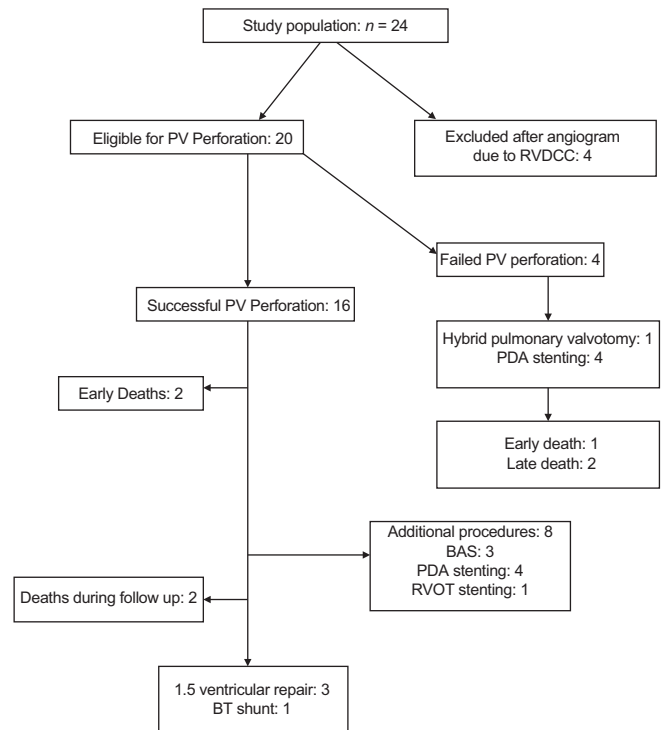 Study population: n = 24
Eligible for PV Perforation: 20
Excluded after angiogram
due to RVDCC: 4
Failed PV perforation: 4
Successful PV Perforation: 16
Hybrid pulmonary valvotomy: 1
PDA stenting: 4
Early Deaths: 2
Early death: 1
Late death: 2
Additional procedures: 8
BAS: 3
PDA stenting: 4
RVOT stenting: 1
Deaths during follow up: 2
1.5 ventricular repair: 3
BT shunt: 1